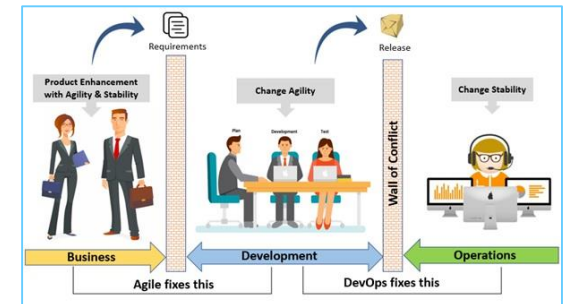 Requirements
Release
Product Enhancement
with Agility & Stability
Change Agility
Change Stability
Plan
Development
Test
Wall of Conflict
Business
Development
Operations
Agile fixes this
DevOps fixes this